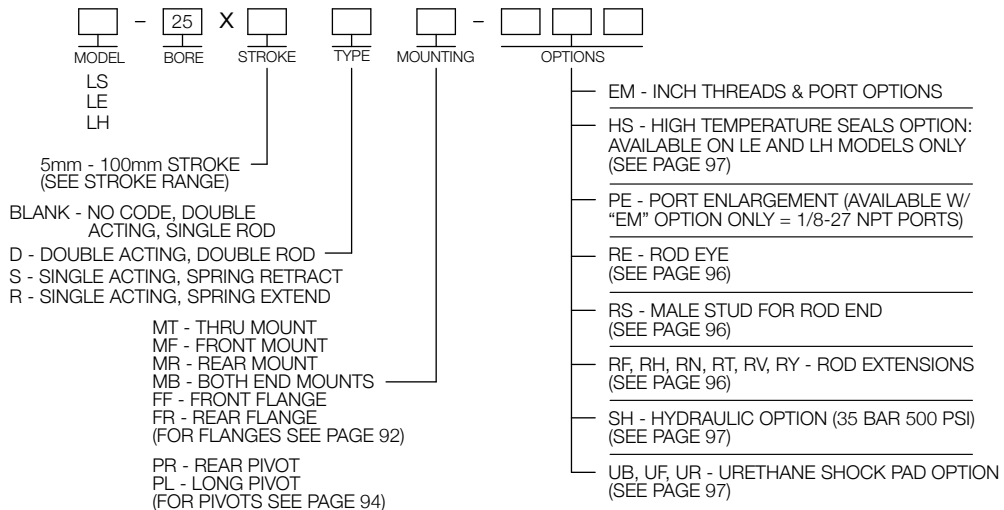 – 25 X –
MODEL BORE STROKE TYPE MOUNTING OPTIONS
LS
LE
LH
5mm - 100mm STROKE
(SEE STROKE RANGE)
BLANK - NO CODE, DOUBLE
ACTING, SINGLE ROD
D - DOUBLE ACTING, DOUBLE ROD
S - SINGLE ACTING, SPRING RETRACT
R - SINGLE ACTING, SPRING EXTEND
MT - THRU MOUNT
MF - FRONT MOUNT
MR - REAR MOUNT
MB - BOTH END MOUNTS
FF - FRONT FLANGE
FR - REAR FLANGE
(FOR FLANGES SEE PAGE 92)
PR - REAR PIVOT
PL - LONG PIVOT
(FOR PIVOTS SEE PAGE 94)
EM - INCH THREADS & PORT OPTIONS
HS - HIGH TEMPERATURE SEALS OPTION:
AVAILABLE ON LE AND LH MODELS ONLY
(SEE PAGE 97)
PE - PORT ENLARGEMENT (AVAILABLE W/
“EM” OPTION ONLY = 1/8-27 NPT PORTS)
RE - ROD EYE
(SEE PAGE 96)
RS - MALE STUD FOR ROD END
(SEE PAGE 96)
RF, RH, RN, RT, RV, RY - ROD EXTENSIONS
(SEE PAGE 96)
SH - HYDRAULIC OPTION (35 BAR 500 PSI)
(SEE PAGE 97)
UB, UF, UR - URETHANE SHOCK PAD OPTION
(SEE PAGE 97)